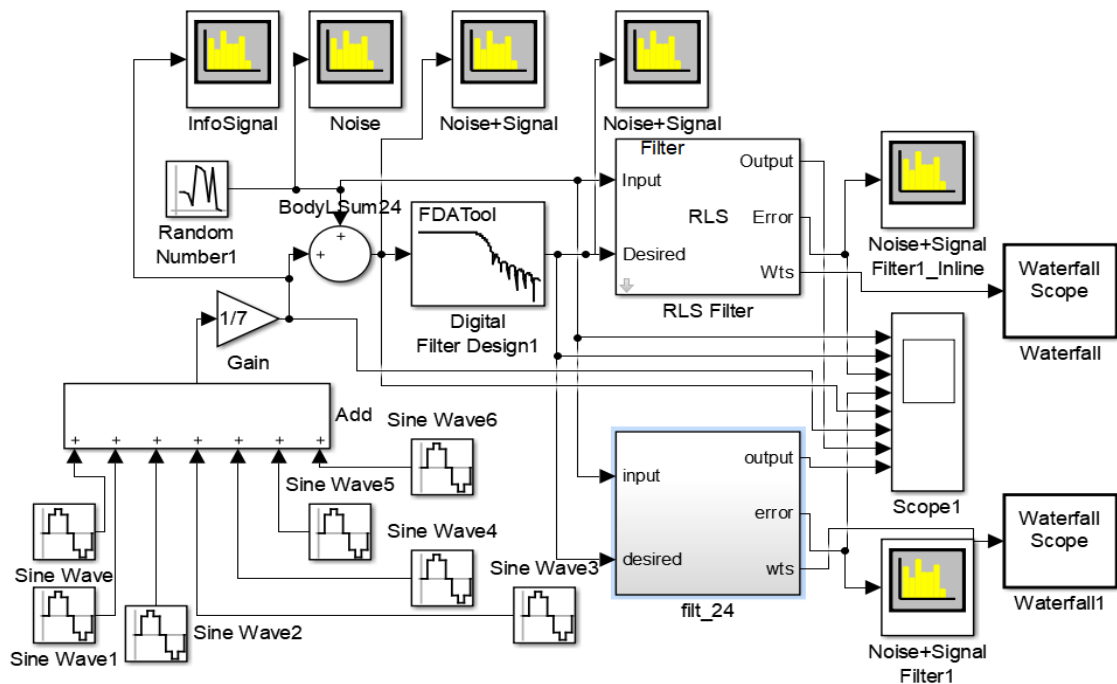 InfoSignal
Noise
Noise+Signal
Noise+Signal
Filter
Random
Number1
BodyLSum24
+
+
FDATool
Digital
Filter Design1
Input
Desired
RLS
Output
Error
Wts
RLS Filter
Noise+Signal
Filter1_Inline
Waterfall
Scope
Waterfall
1/7
Gain
Add
+ + + + + + +
Sine Wave6
Sine Wave5
Sine Wave4
Sine Wave3
Sine Wave
Sine Wave1
Sine Wave2
input
desired
output
error
wts
filt_24
Scope1
Waterfall
Scope
Waterfall1
Noise+Signal
Filter1